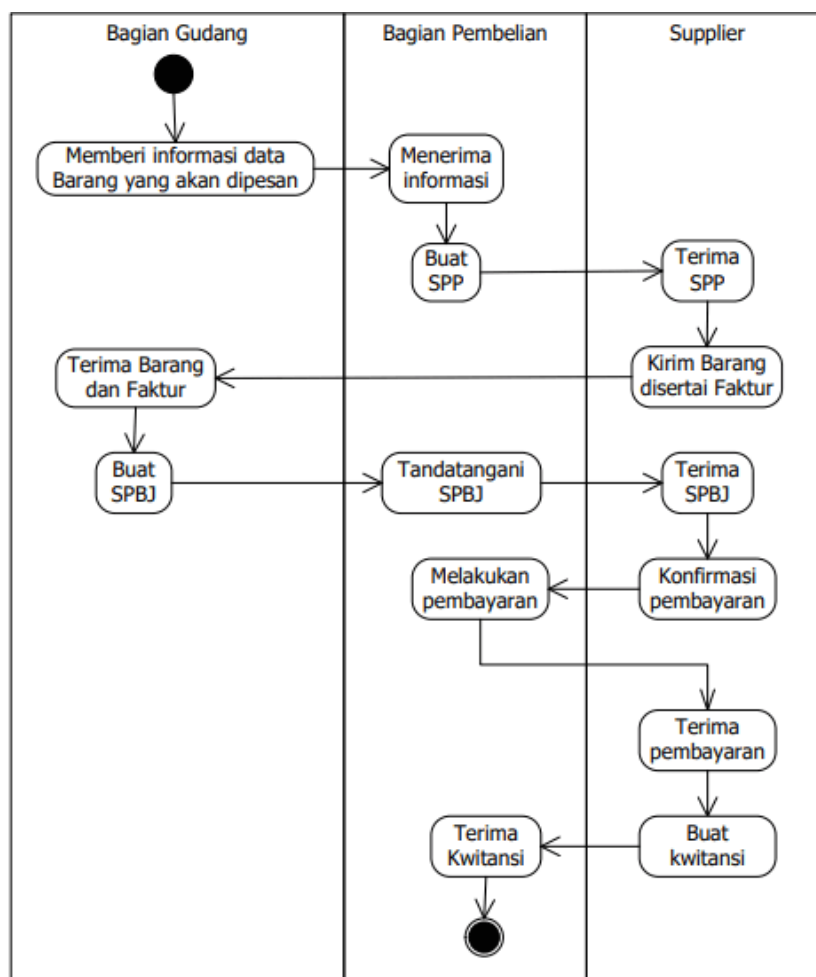 Bagian Gudang
Bagian Pembelian
Supplier
Memberi informasi data
Barang yang akan dipesan
Menerima
informasi
Buat
SPP
Terima
SPP
Terima Barang
dan Faktur
Kirim Barang
disertai Faktur
Buat
SPBJ
Tandatangani
SPBJ
Terima
SPBJ
Melakukan
pembayaran
Konfirmasi
pembayaran
Terima
pembayaran
Terima
Kwitansi
Buat
kwitansi